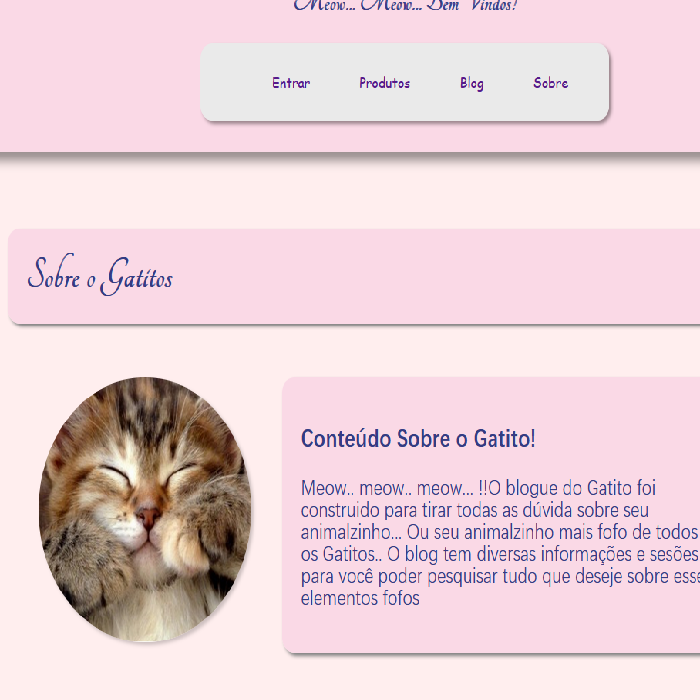 Meow... Meow... Bem Vindos!
Entrar Produtos Blog Sobre
Sobre o Gatitos
Conteúdo Sobre o Gatito!
Meow.. meow.. meow... !!O blogue do Gatito foi
construido para tirar todas as dúvida sobre seu
animalzinho... Ou seu animalzinho mais fofo de todos
os Gatitos.. O blog tem diversas informações e sesões
para você poder pesquisar tudo que deseje sobre esse
elementos fofos